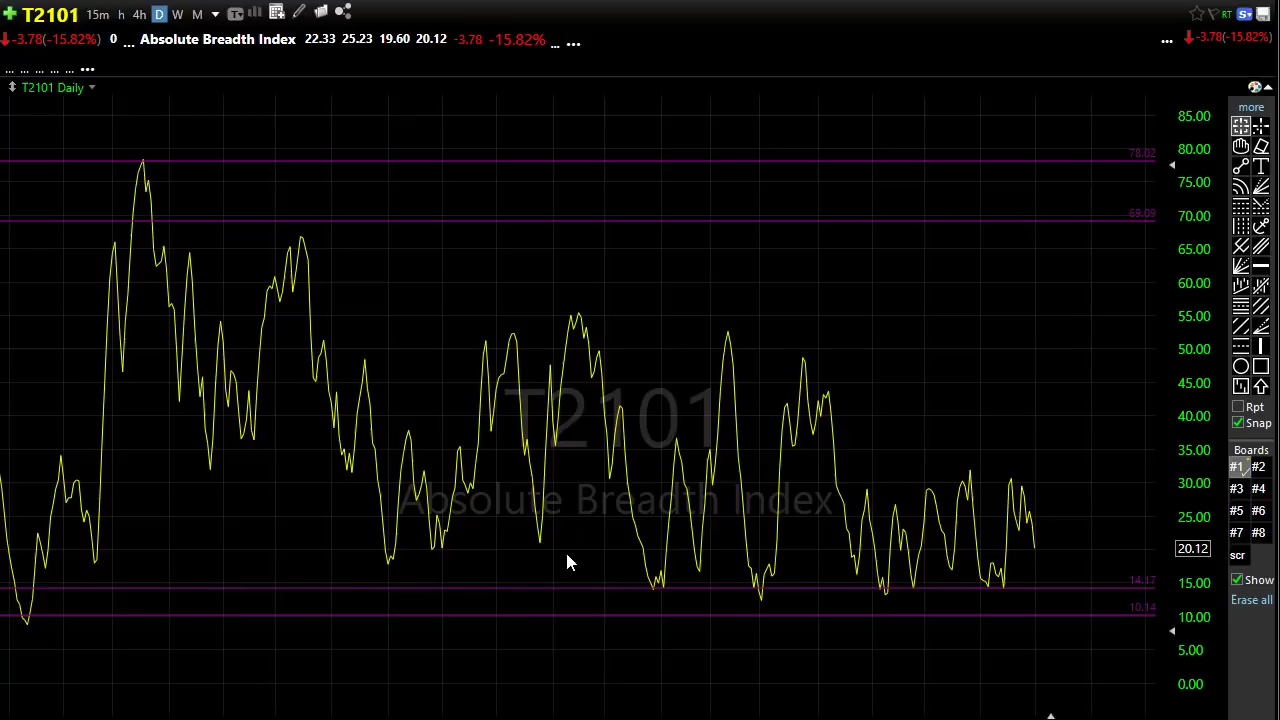 T2101 15m h 4h D W M T RT S
-3.78(-15.82%) 0 ... Absolute Breadth Index 22.33 25.23 19.60 20.12 -3.78 -15.82% ... ... ... -3.78(-15.82%)
... ... ... ... ... ...
T2101 Daily
more
85.00
80.00
78.02
75.00
70.00
69.09
65.00
60.00
55.00
50.00
45.00
40.00
35.00
30.00
25.00
20.12
15.00
14.17
10.14
10.00
5.00
0.00
T2101
Absolute Breadth Index
T
Rpt
Snap
Boards
#1 #2
#3 #4
#5 #6
#7 #8
scr
Show
Erase all